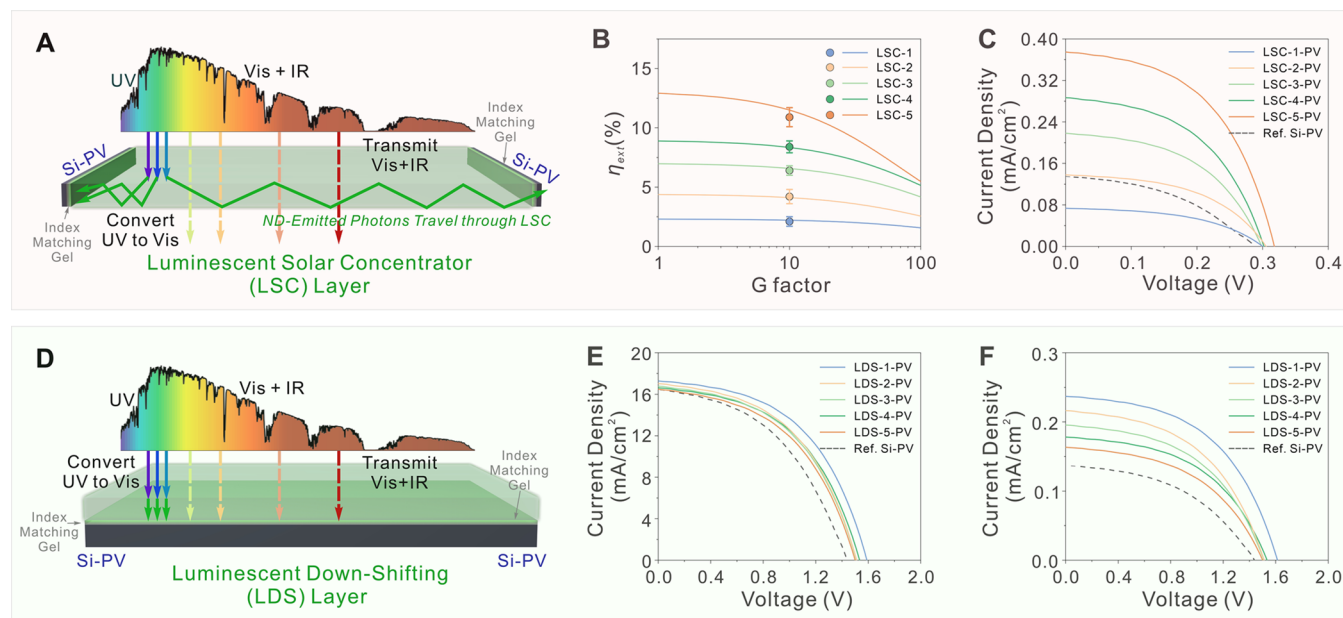 A
UV
Vis + IR
Index
Matching
Gel
Si-PV
Transmit
Vis+IR
Si-PV
Convert
UV to Vis
ND-Emitted Photons Travel through LSC
Index
Matching
Gel
Luminescent Solar Concentrator
(LSC) Layer
B
ηext(%)
15
10
5
0
1
10
100
G factor
LSC-1
LSC-2
LSC-3
LSC-4
LSC-5
C
Current Density
(mA/cm²)
0.40
0.32
0.24
0.16
0.08
0.00
0.0
0.1
0.2
0.3
0.4
Voltage (V)
LSC-1-PV
LSC-2-PV
LSC-3-PV
LSC-4-PV
LSC-5-PV
Ref. Si-PV
D
UV
Vis + IR
Convert
UV to Vis
Transmit
Vis+IR
Index
Matching
Gel
Index
Matching
Gel
Si-PV
Si-PV
Luminescent Down-Shifting
(LDS) Layer
E
Current Density
(mA/cm²)
20
16
12
8
4
0
0.0
0.4
0.8
1.2
1.6
2.0
Voltage (V)
LDS-1-PV
LDS-2-PV
LDS-3-PV
LDS-4-PV
LDS-5-PV
Ref. Si-PV
F
Current Density
(mA/cm²)
0.3
0.2
0.1
0.0
0.0
0.4
0.8
1.2
1.6
2.0
Voltage (V)
LDS-1-PV
LDS-2-PV
LDS-3-PV
LDS-4-PV
LDS-5-PV
Ref. Si-PV